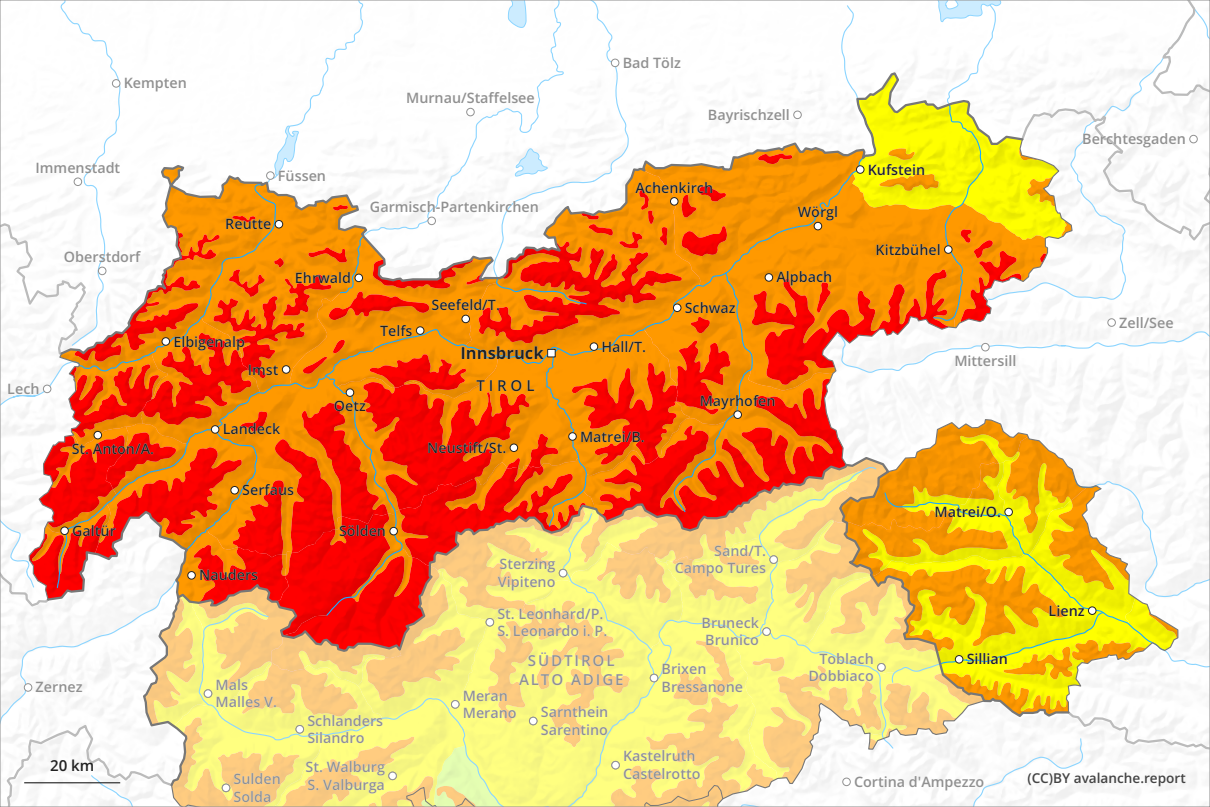 Kempten
Bad Tölz
Murnau/Staffelsee
Bayrischzell
Berchtesgaden
Immenstadt
Füssen
Kufstein
Achenkirch
Garmisch-Partenkirchen
Wörgl
Reutte
Kitzbühel
Oberstdorf
Ehrwald
Alpbach
Seefeld/T.
Schwaz
Zell/See
Telfs
Elbigenalp
Hall/T.
Innsbruck
Mittersill
Imst
TIROL
Lech
Oetz
Mayrhofen
Landeck
Matrei/B.
St. Anton/A.
Neustift/St.
Serfaus
Matrei/O.
Galtür
Sölden
Sand/T.
Campo Tures
Sterzing
Vipiteno
Nauders
St. Leonhard/P.
S. Leonardo i. P.
Lienz
Bruneck
Brunico
SÜDTIROL
ALTO ADIGE
Toblach
Dobbiaco
Sillian
Brixen
Bressanone
Zernez
Mals
Malles V.
Meran
Merano
Sarnthein
Sarentino
Schlanders
Silandro
Kastelruth
Castelrotto
St. Walburg
S. Valburga
20 km
Sulden
Solda
Cortina d'Ampezzo
(CC)BY avalanche.report